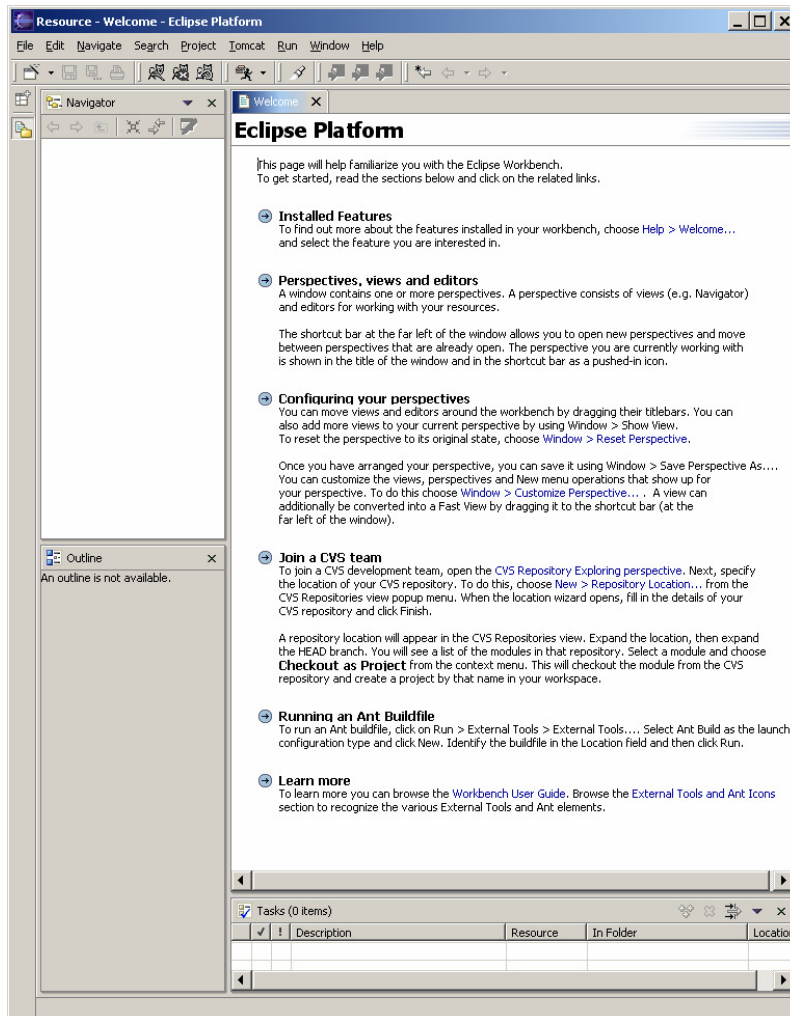 Resource - Welcome - Eclipse Platform
File Edit Navigate Search Project Tomcat Run Window Help
Navigator
Welcome
Eclipse Platform
This page will help familiarize you with the Eclipse Workbench.
To get started, read the sections below and click on the related links.
Installed Features
To find out more about the features installed in your workbench, choose Help > Welcome...
and select the feature you are interested in.
Perspectives, views and editors
A window contains one or more perspectives. A perspective consists of views (e.g. Navigator)
and editors for working with your resources.
The shortcut bar at the far left of the window allows you to open new perspectives and move
between perspectives that are already open. The perspective you are currently working with
is shown in the title of the window and in the shortcut bar as a pushed-in icon.
Configuring your perspectives
You can move views and editors around the workbench by dragging their titlebars. You can
also add more views to your current perspective by using Window > Show View.
To reset the perspective to its original state, choose Window > Reset Perspective.
Once you have arranged your perspective, you can save it using Window > Save Perspective As....
You can customize the views, perspectives and New menu operations that show up for
your perspective. To do this choose Window > Customize Perspective... . A view can
additionally be converted into a Fast View by dragging it to the shortcut bar (at the
far left of the window).
Outline
An outline is not available.
Join a CVS team
To join a CVS development team, open the CVS Repository Exploring perspective. Next, specify
the location of your CVS repository. To do this, choose New > Repository Location... from the
CVS Repositories view popup menu. When the location wizard opens, fill in the details of your
CVS repository and click Finish.
A repository location will appear in the CVS Repositories view. Expand the location, then expand
the HEAD branch. You will see a list of the modules in that repository. Select a module and choose
Checkout as Project from the context menu. This will checkout the module from the CVS
repository and create a project by that name in your workspace.
Running an Ant Buildfile
To run an Ant buildfile, click on Run > External Tools > External Tools.... Select Ant Build as the launch
configuration type and click New. Identify the buildfile in the Location field and then click Run.
Learn more
To learn more you can browse the Workbench User Guide. Browse the External Tools and Ant Icons
section to recognize the various External Tools and Ant elements.
Tasks (0 items)
✓ ! Description Resource In Folder Locatio